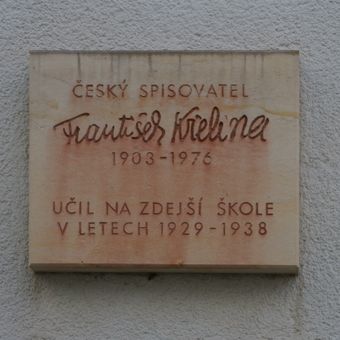 ČESKÝ SPISOVATEL
František Křelina
1903-1976
UČIL NA ZDEJŠÍ ŠKOLE
V LETECH 1929-1938